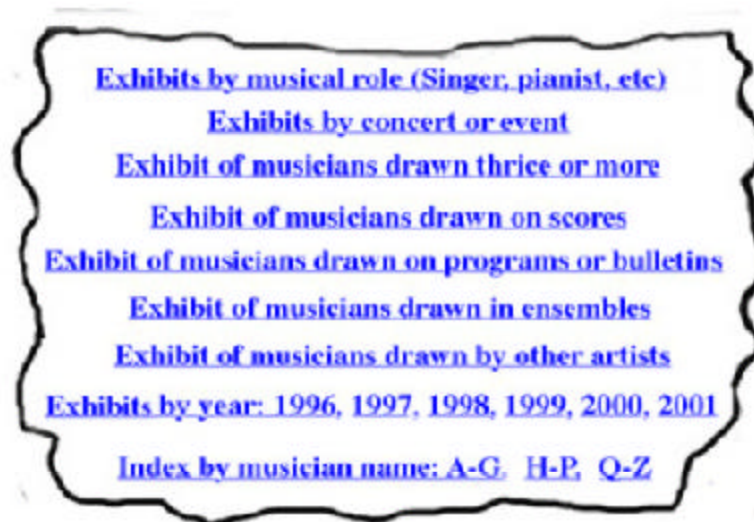 Exhibits by musical role (Singer, pianist, etc)
Exhibits by concert or event
Exhibit of musicians drawn thrice or more
Exhibit of musicians drawn on scores
Exhibit of musicians drawn on programs or bulletins
Exhibit of musicians drawn in ensembles
Exhibit of musicians drawn by other artists
Exhibits by year: 1996, 1997, 1998, 1999, 2000, 2001
Index by musician name: A-G, H-P, Q-Z